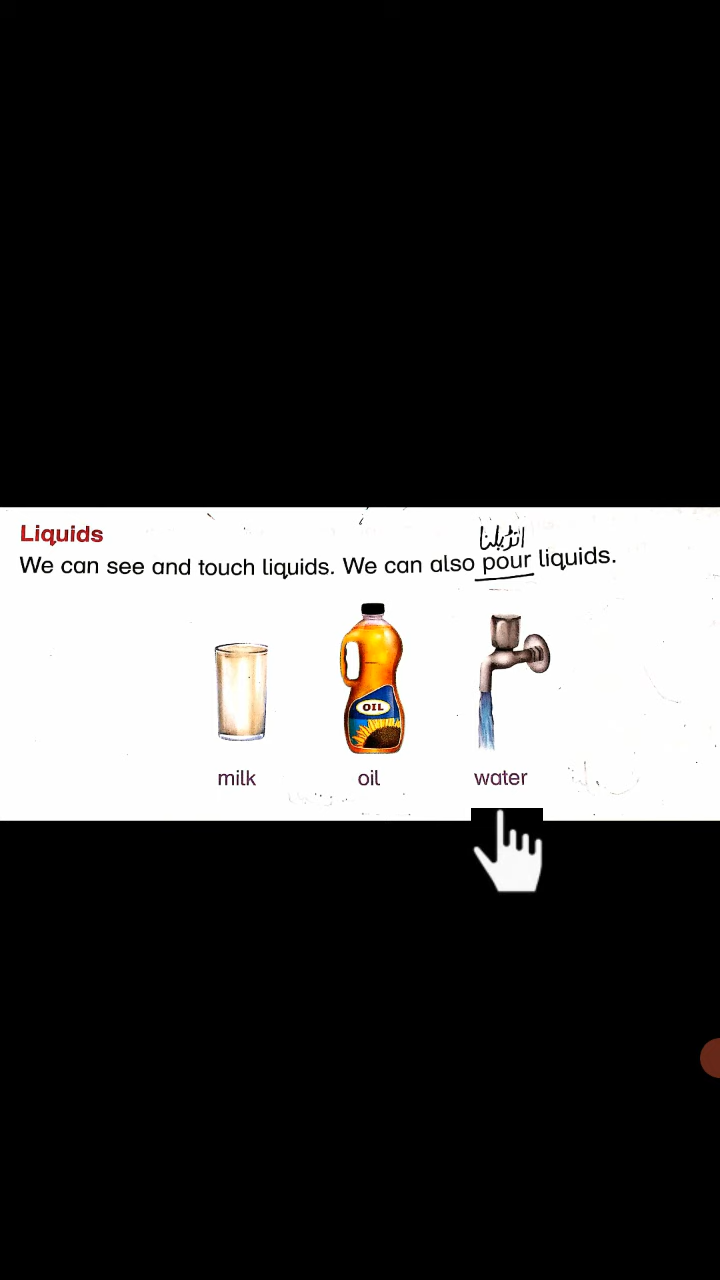 Liquids
انڈیلنا
We can see and touch liquids. We can also pour liquids.
OIL
milk oil water